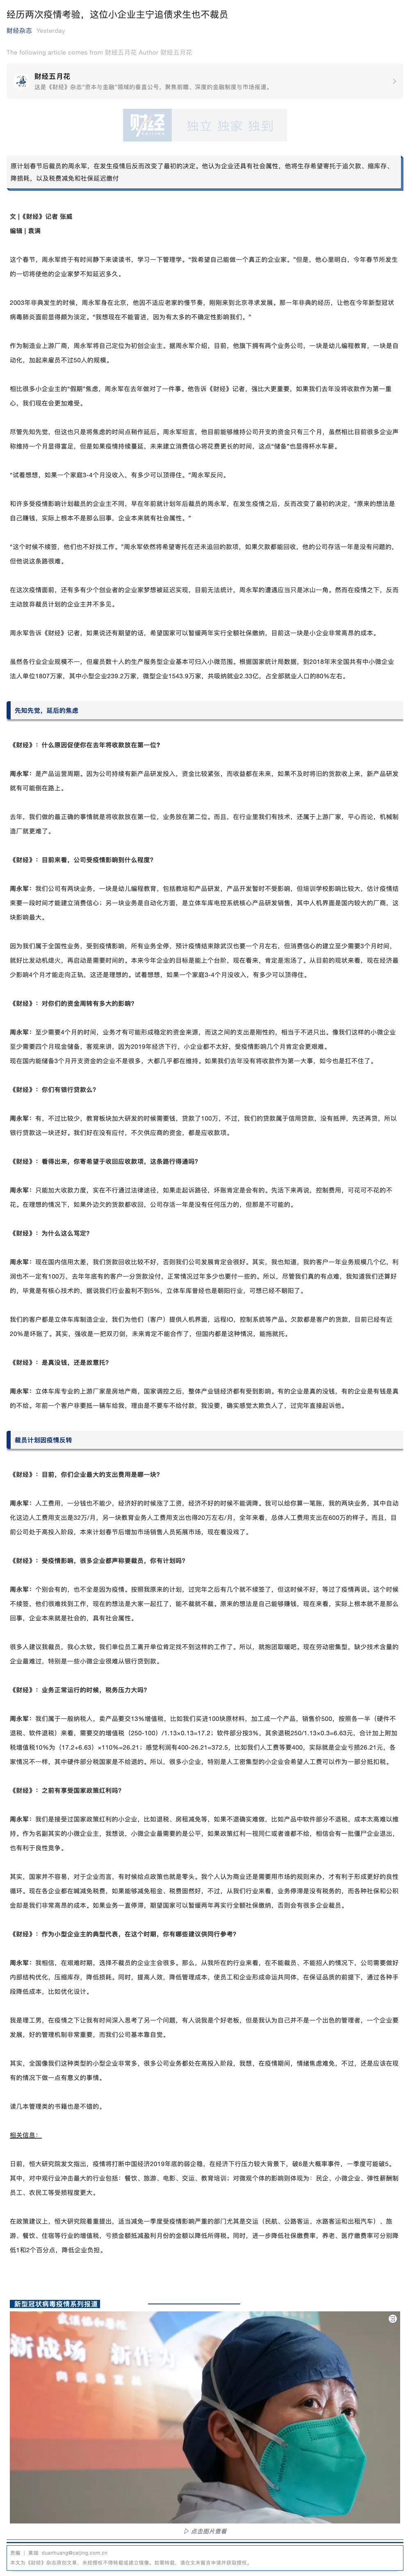 历经两次疫情考验，这位小企业主宁追债求生也不裁员
财经杂志 Yesterday
The following article comes from 财经五月花 Author 财经五月花
财经五月花
这是《财经》杂志“资本与金融”领域的垂直公号，聚焦前瞻、深度的金融制度与市场报道。
财经 独立 独家 独到
原计划春节后裁员的周永军，在发生疫情后反而改变了最初的决定。他认为企业还具有社会属性，他将生存希望寄托于追欠款、缩库存、
降损耗，以及税费减免和社保延迟缴付
文 |《财经》记者 张威
编辑 | 袁满
这个春节，周永军终于有时间静下来读读书，学习一下管理学。“我希望自己能做一个真正的企业家。”但是，他心里明白，今年春节所发生
的一切将使他的企业家梦不知延迟多久。
2003年非典发生的时候，周永军身在北京，他因不适应老家的慢节奏，刚刚来到北京寻求发展。那一年非典的经历，让他在今年新型冠状
病毒肺炎面前显得颇为淡定。“我想现在不能冒进，因为有太多的不确定性影响我们。”
作为制造业上游厂商，周永军将自己定位为初创企业主。据周永军介绍，目前，他旗下拥有两个业务公司，一块是幼儿编程教育，一块是自
动化，加起来雇员不过50人的规模。
相比很多小企业主的“假期”焦虑，周永军在去年做对了一件事。他告诉《财经》记者，强比大更重要，如果我们去年没将收款作为第一重
心，我们现在会更加难受。
尽管先知先觉，但这也只是将焦虑的时间点稍作延后。周永军坦言，他目前能够维持公司开支的资金只有三个月，虽然相比目前很多企业声
称维持一个月显得富足，但是如果疫情持续蔓延，未来建立消费信心将花费更长的时间，这点“储备”也显得杯水车薪。
“试着想想，如果一个家庭3-4个月没收入，有多少可以顶得住。”周永军反问。
和许多受疫情影响计划裁员的企业主不同，早在年前就计划年后裁员的周永军，在发生疫情之后，反而改变了最初的决定，“原来的想法是
自己赚钱，实际上根本不是那么回事，企业本来就有社会属性。”
“这个时候不续签，他们也不好找工作。”周永军依然将希望寄托在还未追回的款项，如果欠款都能回收，他的公司存活一年是没有问题的，
但他说这条路很难。
在这次疫情面前，还有多有少个创业者的企业家梦想被延迟实现，目前无法统计，周永军的遭遇应当只是冰山一角。然而在疫情之下，反而
主动放弃裁员计划的企业主并不多见。
周永军告诉《财经》记者，如果说还有期望的话，希望国家可以暂缓两年实行全额社保缴纳，目前这一块是小企业非常高昂的成本。
虽然各行业企业规模不一，但雇员数十人的生产服务型企业基本可归入小微范围。根据国家统计局数据，到2018年末全国共有中小微企业
法人单位1807万家，其中小型企业239.2万家，微型企业1543.9万家，共吸纳就业2.33亿，占全部就业人口的80%左右。
先知先觉，延后的焦虑
《财经》：什么原因促使你在去年将收款放在第一位？
周永军：是产品运营周期。因为公司持续有新产品研发投入，资金比较紧张，而收益都在未来，如果不及时将旧的货款收上来，新产品研发
就有可能倒在路上。
去年，我们做的最正确的事情就是将收款放在第一位，业务放在第二位。而且，在行业里我们有技术，还属于上游厂家，平心而论，机械制
造厂就更难了。
《财经》：目前来看，公司受疫情影响到什么程度？
周永军：我们公司有两块业务，一块是幼儿编程，包括教培和产品研发，产品开发暂时不受影响，但培训学校影响比较大，估计疫情结
束要一段时间才能建立消费信心；另一块业务是自动化方面，是立体车库电控系统核心产品研发销售，其中人机界面是国内较大的厂商，这
块影响最大。
因为我们属于全国性业务，受到疫情影响，所有业务全停，预计疫情结束除武汉也要一个月左右，但消费信心的建立至少需要3个月时间，
就好比发动机熄火，再启动是需要时间的。本来今年企业的目标是能上个台阶，现在看来，肯定是泡汤了。从目前的现状来看，现在经济最
少影响4个月才能走向正轨，这还是理想的。试着想想，如果一个家庭3-4个月没收入，有多少可以顶得住。
《财经》：对你们的资金周转有多大的影响？
周永军：至少需要4个月的时间，业务才有可能形成稳定的资金来源，而这之间的支出是刚性的，相当于不进只出。像我们这样的小微企业
至少需要四个月现金储备。客观来讲，因为2019年经济下行，小企业都不太好，受疫情影响几个月肯定会更艰难。
现在国内能储备3个月开支资金的企业不是很多，大都几乎都在维持。如果我们去年没有将收款作为第一大事，如今也是扛不住了。
《财经》：你们有银行贷款么？
周永军：有，不过比较少，教育板块加大研发的时候需要钱，贷款了100万，不过，我们的贷款属于信用贷款，没有抵押，先还再贷，所以
银行贷款这一块还好。我们好在没有应付，不欠供应商的资金，都是应收款项。
《财经》：看得出来，你寄希望于收回应收款项，这条路行得通吗？
周永军：只能加大收款力度，实在不行通过法律途径，如果走起诉路径，坏账肯定是会有的。先活下来再说，控制费用，可花可不花的不
花。在理想的情况下，如果外边欠的货款都收回，公司存活一年是没有任何压力的，但那是不可能的。
《财经》：为什么这么笃定？
周永军：现在国内信用太差，我们货款回收比较不好，否则我们公司发展肯定会很好。其实，我也知道，我的客户一年业务规模几个亿，利
润也不一定有100万，去年年底有的客户一分货款没付，正常情况过年多少也要付一些的。所以，尽管我们真的有点难，我知道我们还算好
的，毕竟是有核心技术的，据说我们行业盈利不到5%，立体车库曾经也是朝阳行业，可想已经不朝阳了。
我们的客户都是立体车库制造企业，我们为他们（客户）提供人机界面，远程IO，控制系统等产品。欠款都是客户的货款，目前已经有近
20%是坏账了。其实，强收是一把双刃剑，未来肯定不能合作了，但国内都是这种情况，能拖就托。
《财经》：是真没钱，还是故意托？
周永军：立体车库专业的上游厂家是房地产商，国家调控之后，整体产业链经济都有受到影响。有的企业是真的没钱，有的企业是有钱是真
的不给。年前一个客户非要抵一辆车给我，理由是不要车不给付款，我没要，确实感觉太欺负人了，过完年直接起诉他。
裁员计划因疫情反转
《财经》：目前，你们企业最大的支出费用是哪一块？
周永军：人工费用，一分钱也不能少，经济好的时候涨了工资，经济不好的时候不能调降。我可以给你算一笔账，我的两块业务，其中自动
化这边人工费用支出是32万/月，另一块教育业务人工费用支出也得20万左右/月，全年来看，总体人工费用支出在600万的样子。而且，目
前公司处于高投入阶段，本来计划春节后增加市场销售人员拓展市场，现在看没戏了。
《财经》：受疫情影响，很多企业都声称要裁员，你有计划吗？
周永军：个别会有的，也不全是因为疫情。按照我原来的计划，过完年之后有几个就不续签了，但这时候不好，等过了疫情再说。这个时候
不续签，他们很难找到工作，现在的想法是大家一起扛了，能不裁就不裁。原来的想法是自己能够赚钱，现在来看，实际上根本就不是那么
回事，企业本来就是社会的，具有社会属性。
很多人建议我裁员，我心太软。我们单位员工离开单位肯定找不到这样的工作了。所以，就抱团取暖吧。现在劳动密集型，缺少技术含量的
企业最难过，特别是一些小微企业很难从银行贷到款。
《财经》：业务正常运行的时候，税务压力大吗？
周永军：我们属于一般纳税人，卖产品要交13%增值税，比如我们买进100块原材料，加工成一个产品，销售价500，按照各一半（硬件不
退税、软件退税）来看，需要交的增值税（250-100）/1.13×0.13=17.2；软件部分按3%，其余退税250/1.13×0.3=6.63元，合计加上附加
税增值税10%为（17.2+6.63）×110%=26.21；感觉利润有400-26.21=372.5，比如我们人工费等要400，实际就是企业亏损26.21元，各
家情况不一样。其中硬件部分税国家是不给退的。所以，很多小企业，特别是人工密集型的小企业会希望人工费可以作为一部分抵扣税。
《财经》：之前有享受国家政策红利吗？
周永军：我们是接受过国家政策红利的小企业，比如退税、房租减免等，如果不退确实难做，比如产品中软件部分不退税，成本太高难以维
持。作为名副其实的小微企业主，我想说，小微企业最需要的是公平，如果政策红利一视同仁或者谁都不给，相信会有一批僵尸企业退出，
也有利于良性竞争。
其实，国家并不容易，对于企业而言，有时候给点政策也就是零头。我个人认为商业还是需要用市场的规则来办，才有利于形成更好的良性
循环。现在各企业都在喊减免税费，如果能够减免租金、税费固然好，不过，从我们行业来看，业务停滞是没有税务的，而各种社保和公积
金却是我们非常高昂的成本。如果业务一直停滞，期望国家可以暂缓两年再实行全额社保缴纳，否则会有很多企业裁员。
《财经》：作为小型企业主的典型代表，在这个时期，你有哪些建议供同行参考？
周永军：我相信，在艰难时期，选择不裁员的企业主会很多。那么，从我所在的行业来看，在不能裁员、不能招人的情况下，公司需要做好
内部结构优化，压缩库存，降低损耗。同时，提高人效，降低管理成本，使员工和企业形成命运共同体，在保证品质的前提下，通过各种手
段降低成本，比如优化设计。
我是理工男，在疫情之下让我有时间深入思考了另一个问题，有人说我是个好老板，但是我认为自己并不是一个出色的管理者，一个企业要
发展，好的管理机制非常重要，而我们公司基本靠自觉。
其实，全国像我们这种类型的小型企业非常多，很多公司业务都处在高投入阶段，我想，在疫情期间，情绪焦虑难免，不过，还是应该在现
有的情况下做一点有意义的事情。
读几本管理类的书籍也是不错的。
相关信息：
日前，恒大研究院发文指出，疫情将打断中国经济2019年底的弱企稳，在经济下行压力较大背景下，破6是大概率事件，一季度可能破5。
其中，对中观行业冲击最大的行业包括：餐饮、旅游、电影、交运、教育培训；对微观个体的影响则体现为：民企、小微企业、弹性薪酬制
员工、农民工等受损程度更大。
在政策建议上，恒大研究院着重提出，适当减免一季度受疫情影响严重的部门尤其是交运（民航、公路客运、水路客运和出租汽车）、旅
游、餐饮、住宿等行业的增值税，亏损金额抵减盈利月份的金额以降低所得税。同时，进一步降低社保缴费率，养老、医疗缴费率可分别降
低1和2个百分点，降低企业负担。
新型冠状病毒疫情系列报道
▷ 点击图片查看